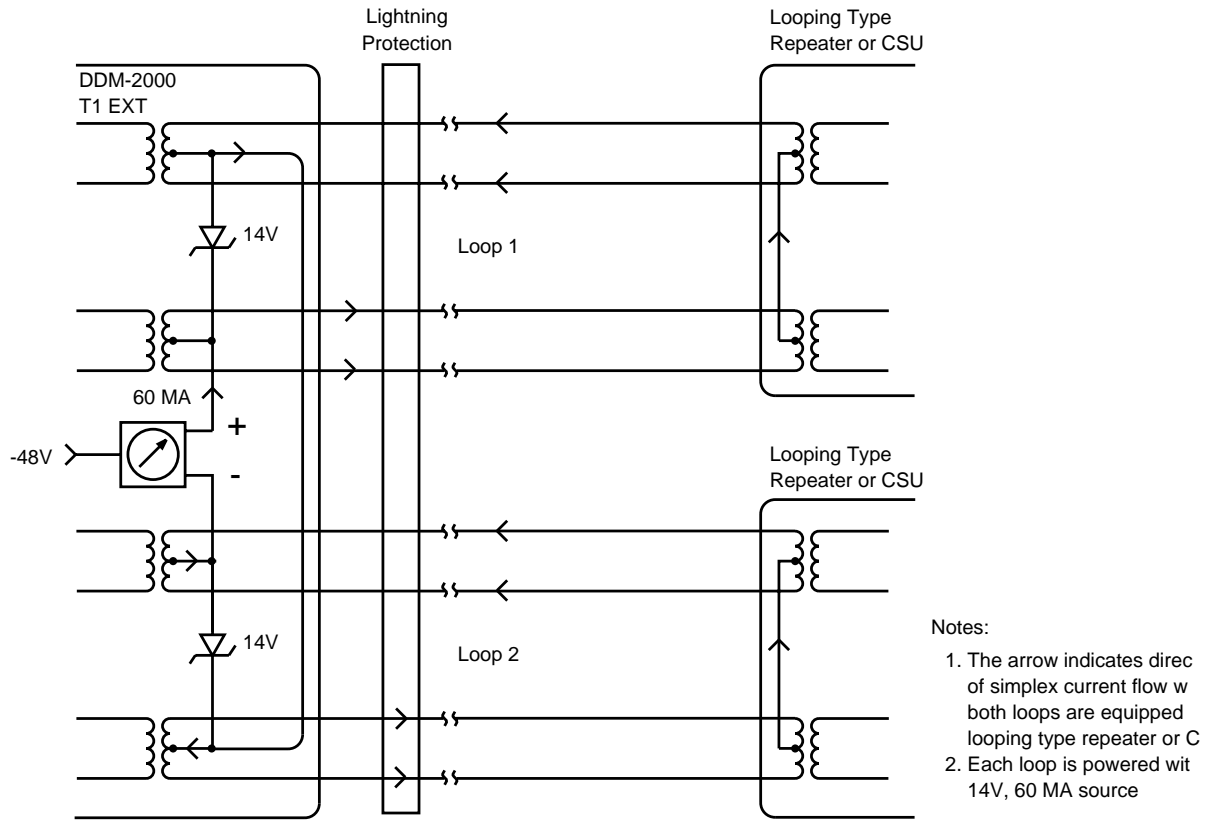 Lightning
Protection
Looping Type
Repeater or CSU
DDM-2000
T1 EXT
14V
Loop 1
60 MA
+
-48V
-
Looping Type
Repeater or CSU
14V
Loop 2
Notes:
1. The arrow indicates direc
of simplex current flow w
both loops are equipped
looping type repeater or C
2. Each loop is powered wit
14V, 60 MA source